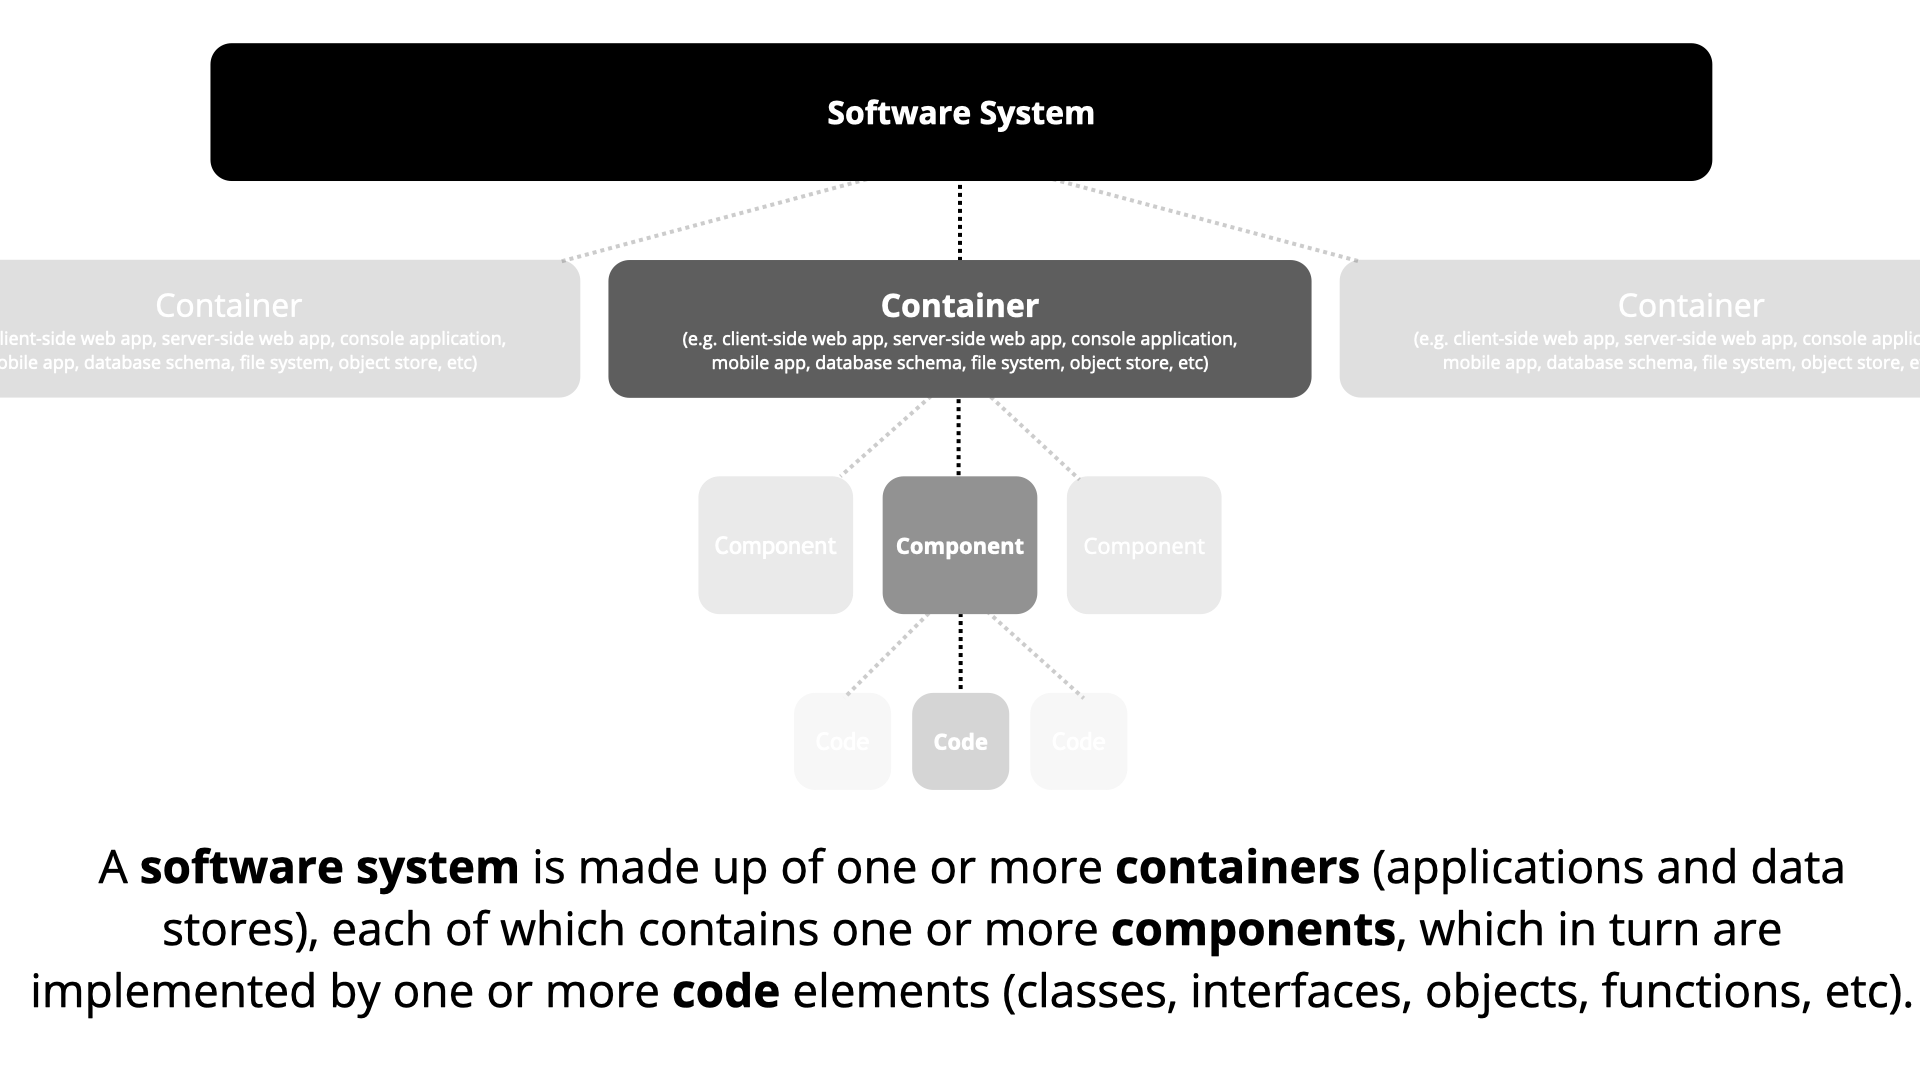 Software System
Container
lient-side web app, server-side web app, console application,
obile app, database schema, file system, object store, etc)
Container
(e.g. client-side web app, server-side web app, console application,
mobile app, database schema, file system, object store, etc)
Container
(e.g. client-side web app, server-side web app, console applic
mobile app, database schema, file system, object store, e
Component
Component
Component
Code
Code
Code
A software system is made up of one or more containers (applications and data
stores), each of which contains one or more components, which in turn are
implemented by one or more code elements (classes, interfaces, objects, functions, etc).